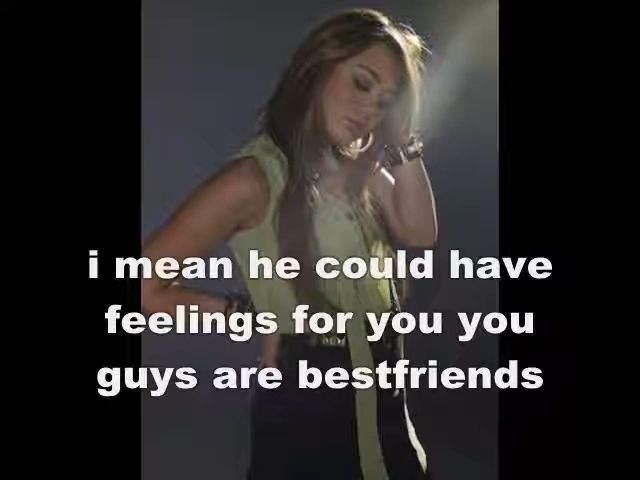 i mean he could have
feelings for you you
guys are bestfriends